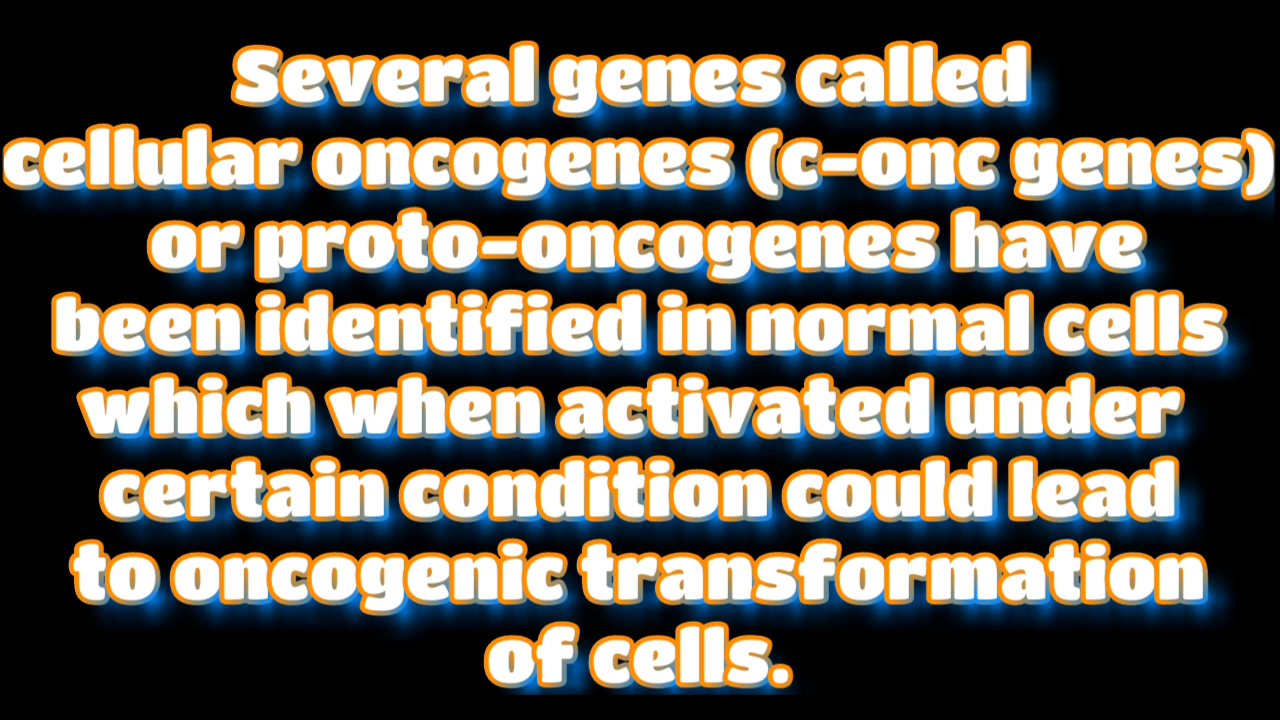 Several genes called
cellular oncogenes (c-onc genes)
or proto-oncogenes have
been identified in normal cells
which when activated under
certain condition could lead
to oncogenic transformation
of cells.